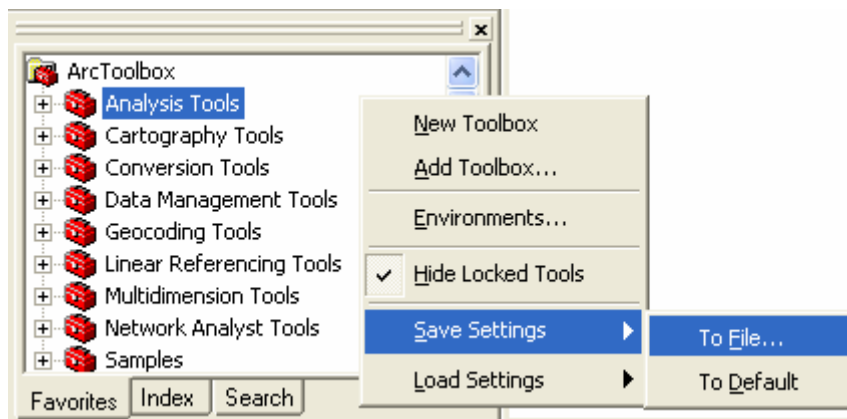 ArcToolbox
Analysis Tools
Cartography Tools
Conversion Tools
Data Management Tools
Geocoding Tools
Linear Referencing Tools
Multidimension Tools
Network Analyst Tools
Samples
Favorites Index Search
New Toolbox
Add Toolbox...
Environments...
Hide Locked Tools
Save Settings
Load Settings
To File...
To Default